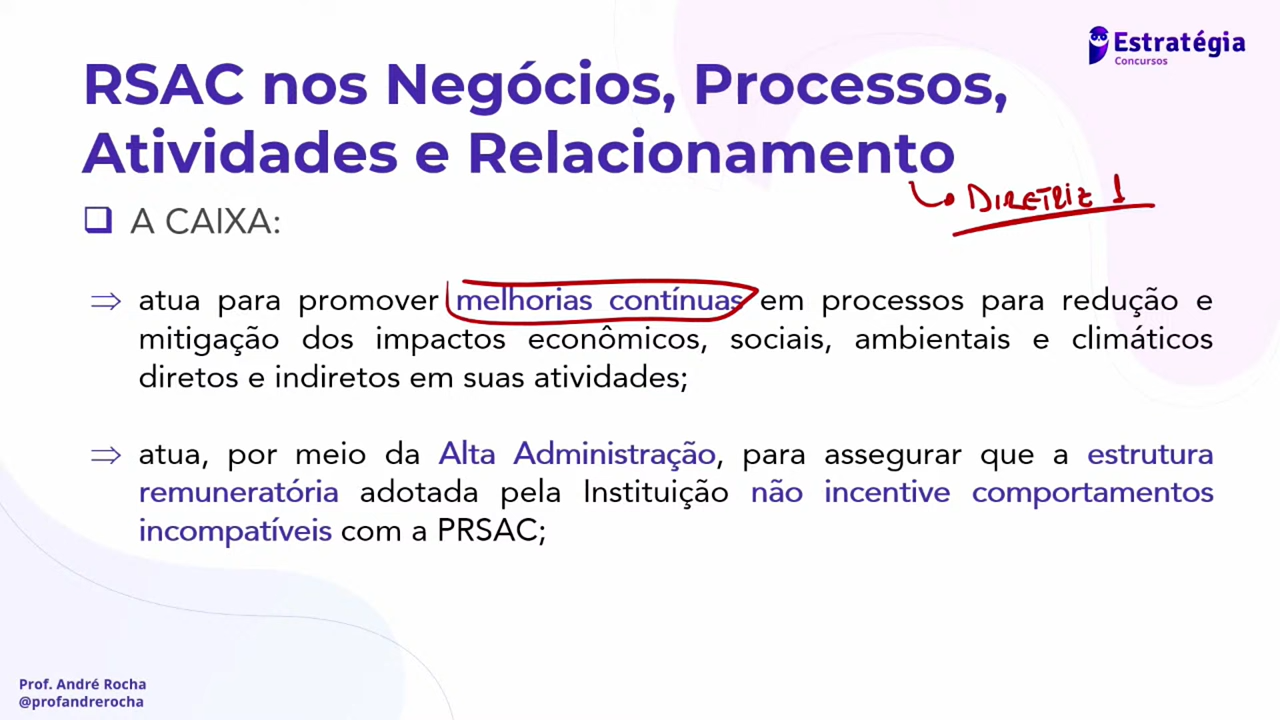 Estratégia
Concursos
RSAC nos Negócios, Processos,
Atividades e Relacionamento
DIRETRIZ 1
A CAIXA:
⇒ atua para promover melhorias contínuas em processos para redução e
mitigação dos impactos econômicos, sociais, ambientais e climáticos
diretos e indiretos em suas atividades;
⇒ atua, por meio da Alta Administração, para assegurar que a estrutura
remuneratória adotada pela Instituição não incentive comportamentos
incompatíveis com a PRSAC;
Prof. André Rocha
@profandrerocha